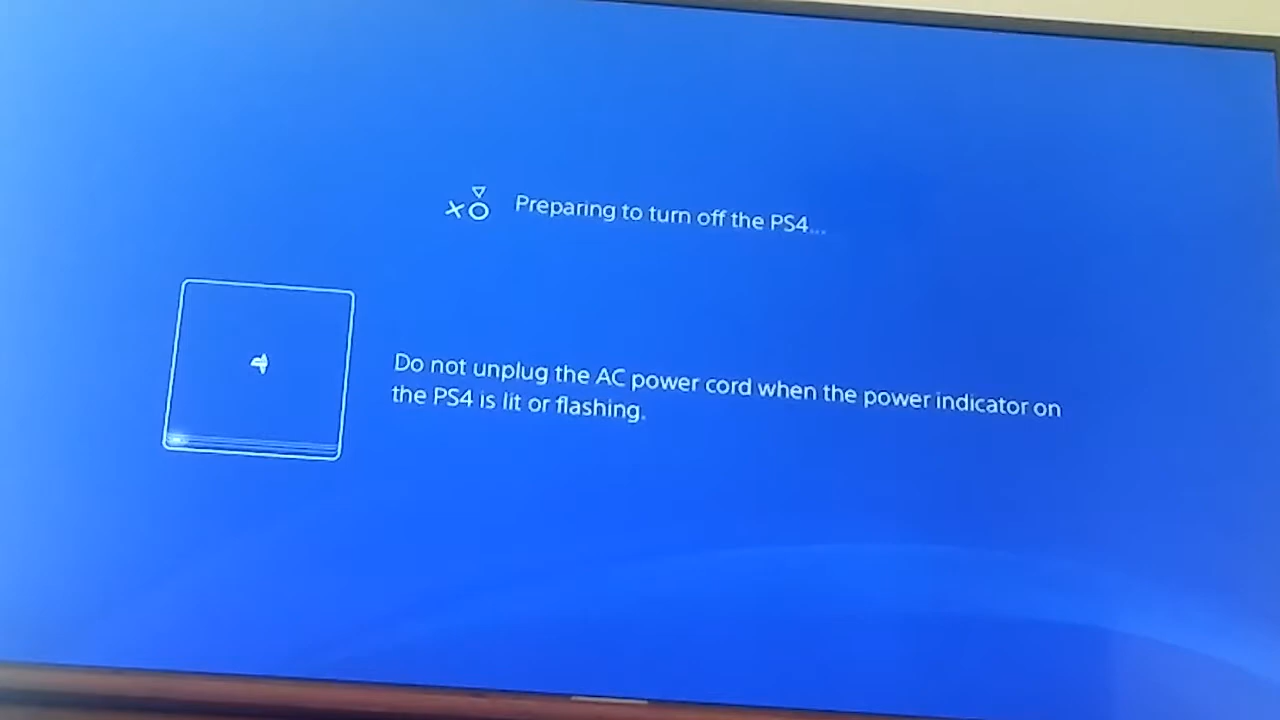 Preparing to turn off the PS4...
Do not unplug the AC power cord when the power indicator on
the PS4 is lit or flashing.